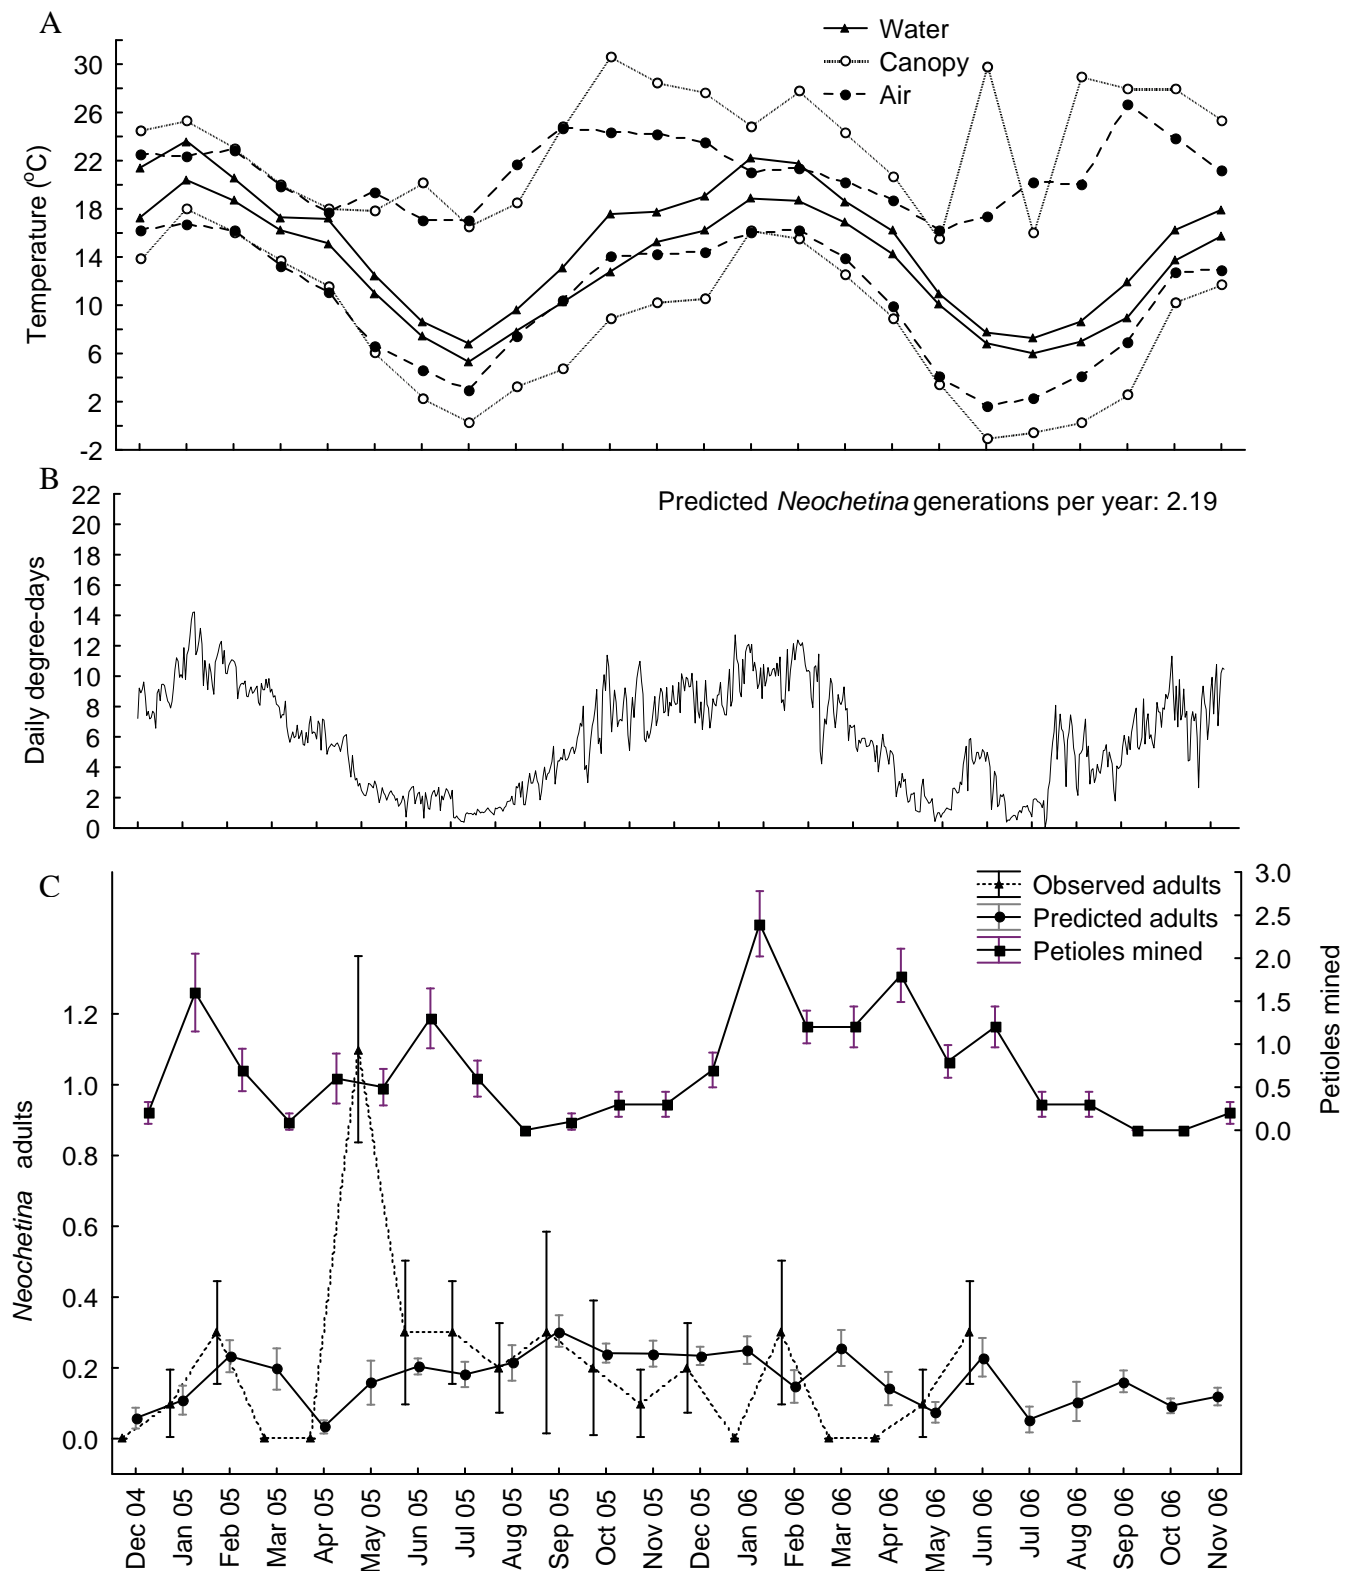 A
Water
Canopy
Air
Temperature (°C)
30
26
22
18
14
10
6
2
-2
B
Predicted Neochetina generations per year: 2.19
Daily degree-days
22
20
18
16
14
12
10
8
6
4
2
0
C
Observed adults
Predicted adults
Petioles mined
Neochetina adults
1.2
1.0
0.8
0.6
0.4
0.2
0.0
3.0
2.5
2.0
1.5
1.0
0.5
0.0
Petioles mined
Dec 04
Jan 05
Feb 05
Mar 05
Apr 05
May 05
Jun 05
Jul 05
Aug 05
Sep 05
Oct 05
Nov 05
Dec 05
Jan 06
Feb 06
Mar 06
Apr 06
May 06
Jun 06
Jul 06
Aug 06
Sep 06
Oct 06
Nov 06